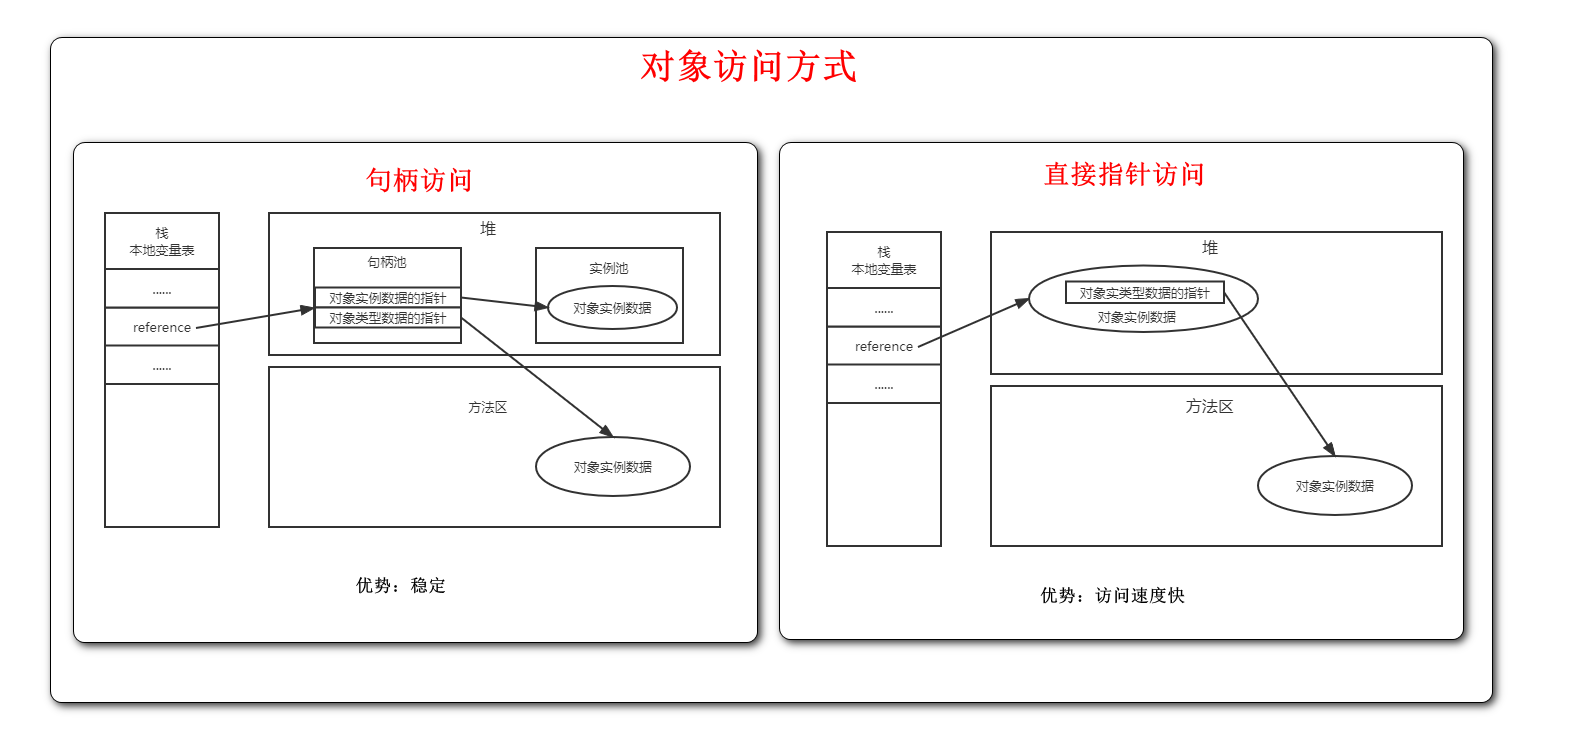 对象访问方式
句柄访问
栈
本地变量表
......
reference
......
堆
句柄池
对象实例数据的指针
对象类型数据的指针
实例池
对象实例数据
方法区
对象实例数据
优势：稳定
直接指针访问
栈
本地变量表
......
reference
......
堆
对象实类型数据的指针
对象实例数据
方法区
对象实例数据
优势：访问速度快